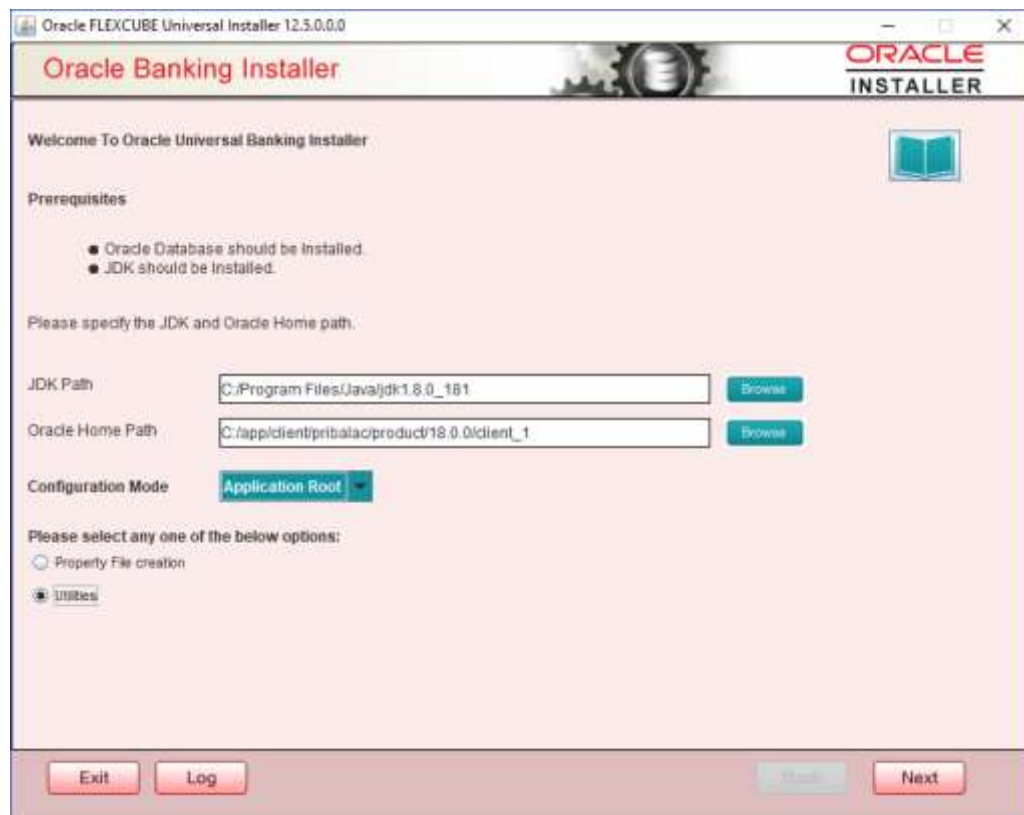 Oracle FLEXCUBE Universal Installer 12.5.0.0.0
Oracle Banking Installer
ORACLE
INSTALLER
Welcome To Oracle Universal Banking Installer
Prerequisites
Oracle Database should be Installed.
JDK should be Installed.
Please specify the JDK and Oracle Home path.
JDK Path
C:/Program Files/Java/jdk1.8.0_181
Browse
Oracle Home Path
C:/app/client/pribalac/product/18.0.0/client_1
Browse
Configuration Mode
Application Root
Please select any one of the below options:
Property File creation
Utilities
Exit
Log
Back
Next